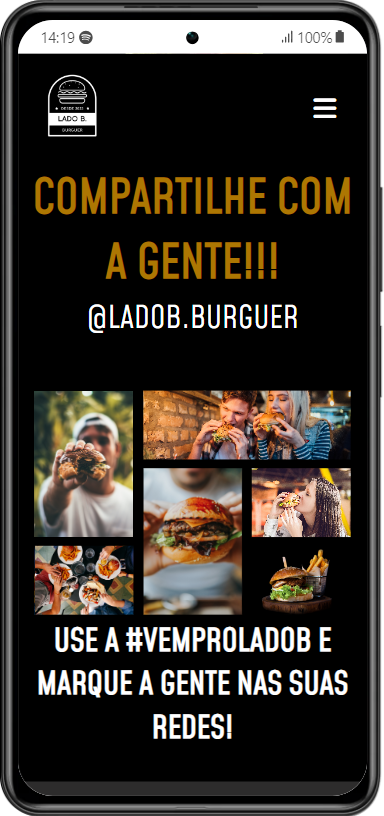 14:19
100%
DESDE 2021
LADO B.
BURGUER
COMPARTILHE COM
A GENTE!!!
@LADOB.BURGUER
USE A #VEMPROLADOB E
MARQUE A GENTE NAS SUAS
REDES!